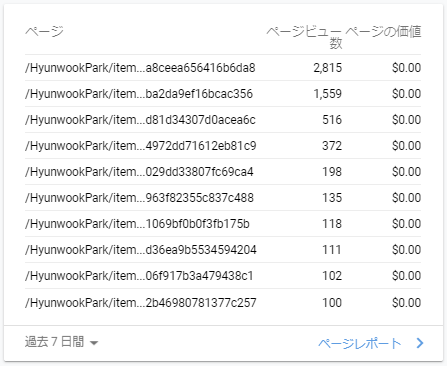 ページ ページビュー数 ページの価値
/HyunwookPark/item...a8ceea656416b6da8 2,815 $0.00
/HyunwookPark/item...ba2da9ef16bcac356 1,559 $0.00
/HyunwookPark/item...d81d34307d0acea6c 516 $0.00
/HyunwookPark/item...4972dd71612eb81c9 372 $0.00
/HyunwookPark/item...029dd33807fc69ca4 198 $0.00
/HyunwookPark/item...963f82355c837c488 135 $0.00
/HyunwookPark/item...1069bf0b0f3fb175b 118 $0.00
/HyunwookPark/item...d36ea9b5534594204 111 $0.00
/HyunwookPark/item...06f917b3a479438c1 102 $0.00
/HyunwookPark/item...2b46980781377c257 100 $0.00
過去 7 日間 ページレポート